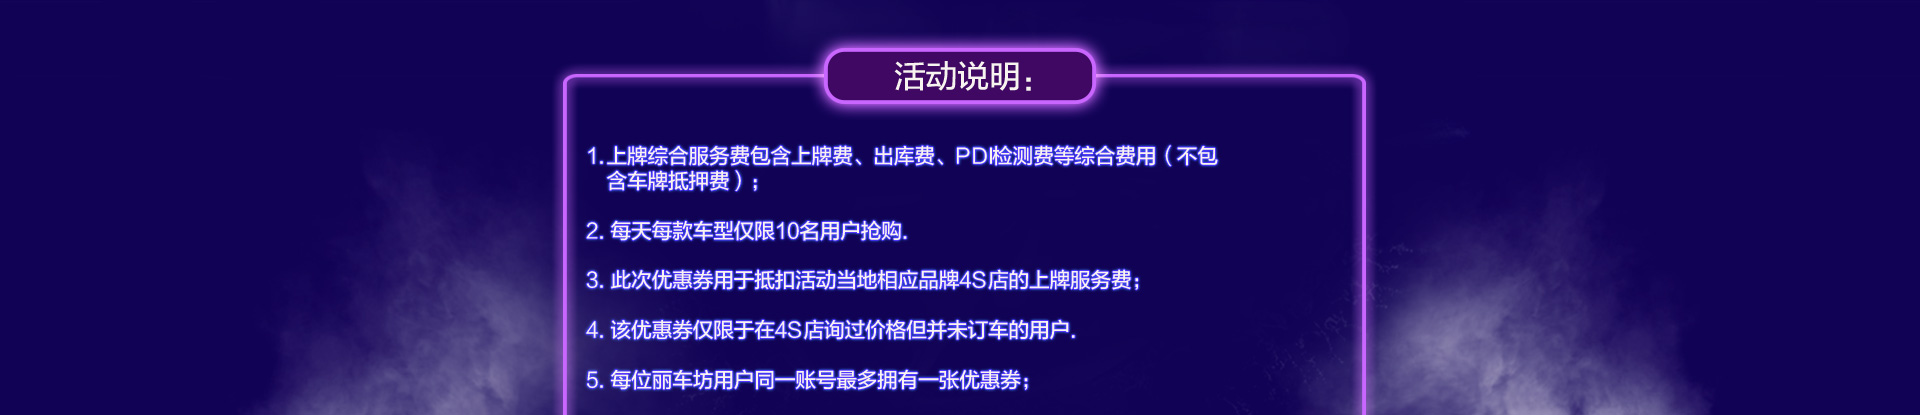 活动说明：
1.上牌综合服务费包含上牌费、出库费、PDI检测费等综合费用（不包
含车牌抵押费）；
2. 每天每款车型仅限10名用户抢购.
3. 此次优惠券用于抵扣活动当地相应品牌4S店的上牌服务费；
4. 该优惠券仅限于在4S店询过价格但并未订车的用户.
5. 每位丽车坊用户同一账号最多拥有一张优惠券；